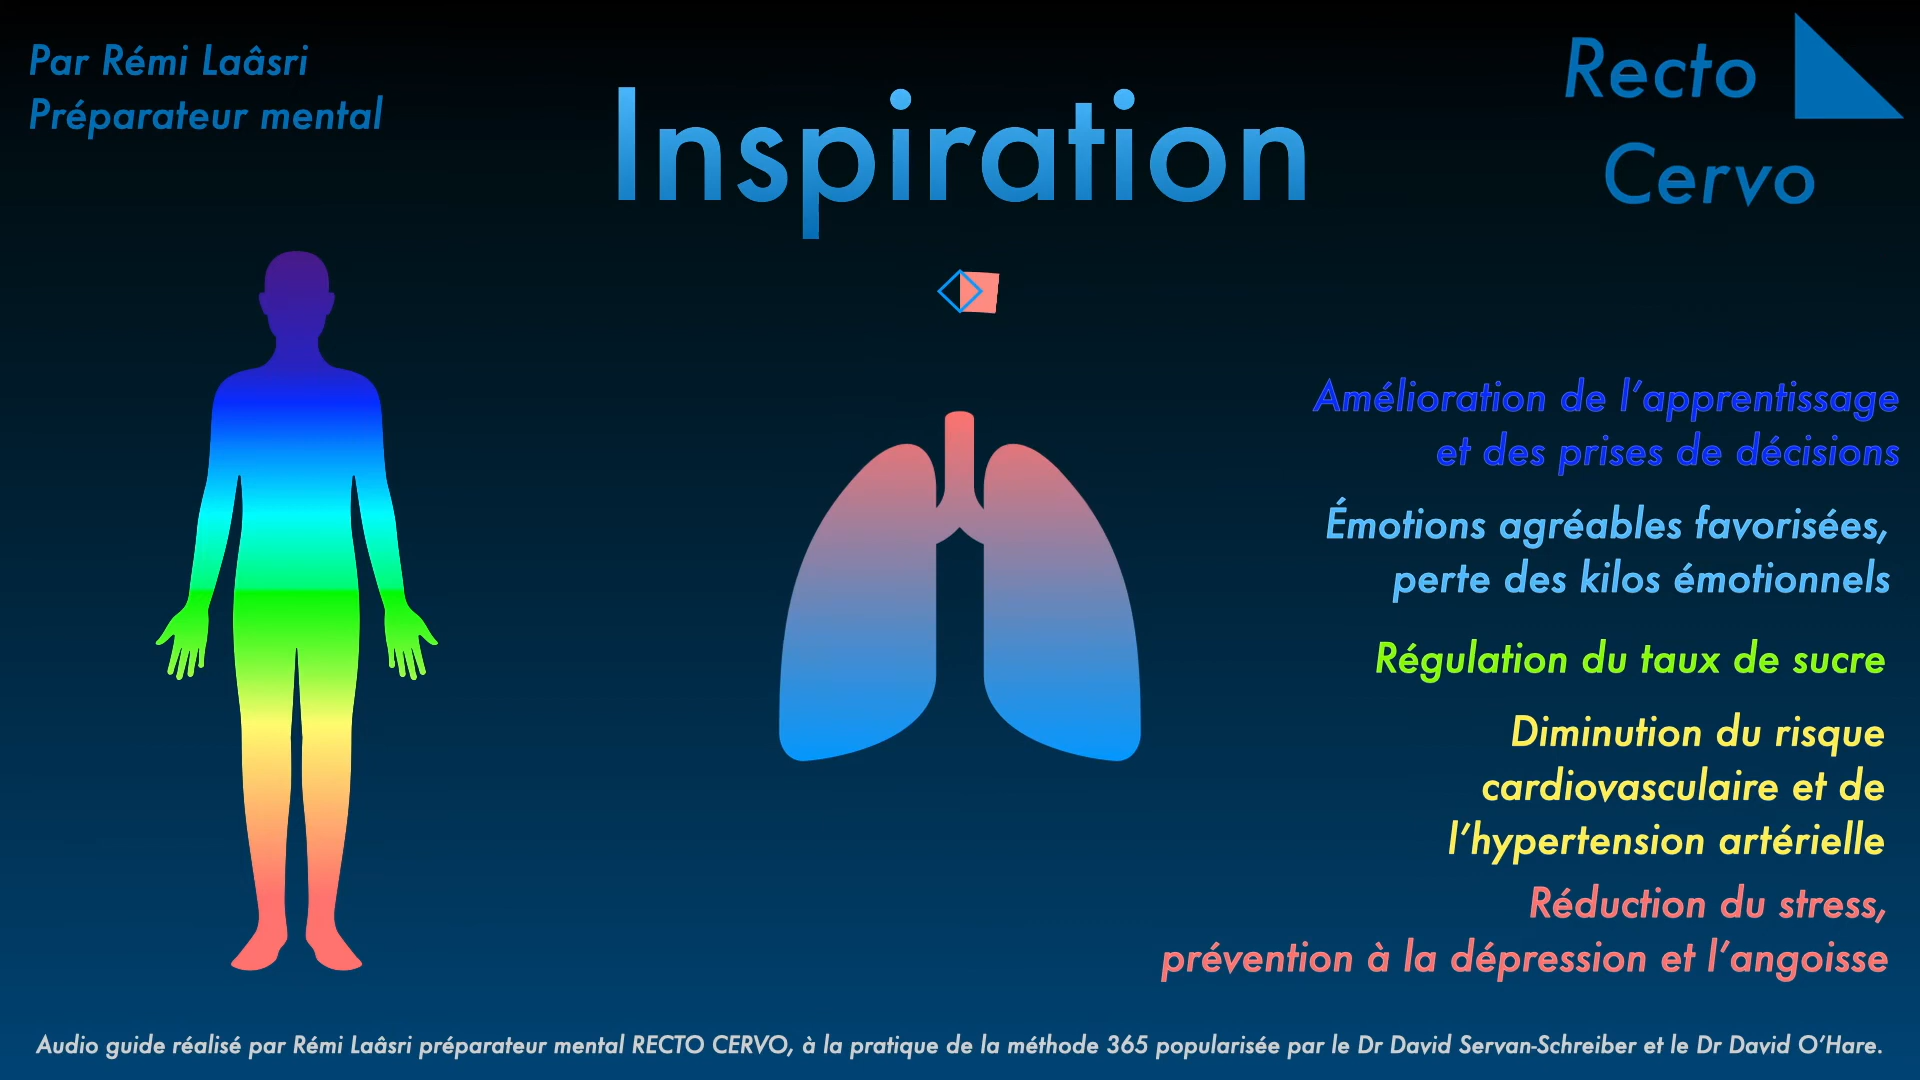 Par Rémi Laâsri
Préparateur mental
Inspiration
Recto
Cervo
Amélioration de l’apprentissage
et des prises de décisions
Émotions agréables favorisées,
perte des kilos émotionnels
Régulation du taux de sucre
Diminution du risque
cardiovasculaire et de
l’hypertension artérielle
Réduction du stress,
prévention à la dépression et l’angoisse
Audio guide réalisé par Rémi Laâsri préparateur mental RECTO CERVO, à la pratique de la méthode 365 popularisée par le Dr David Servan-Schreiber et le Dr David O’Hare.